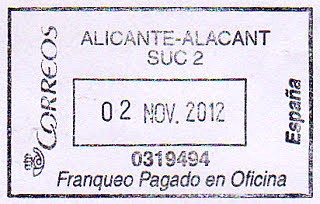 CORREOS
ALICANTE-ALACANT
SUC 2
02 NOV. 2012
España
0319494
Franqueo Pagado en Oficina